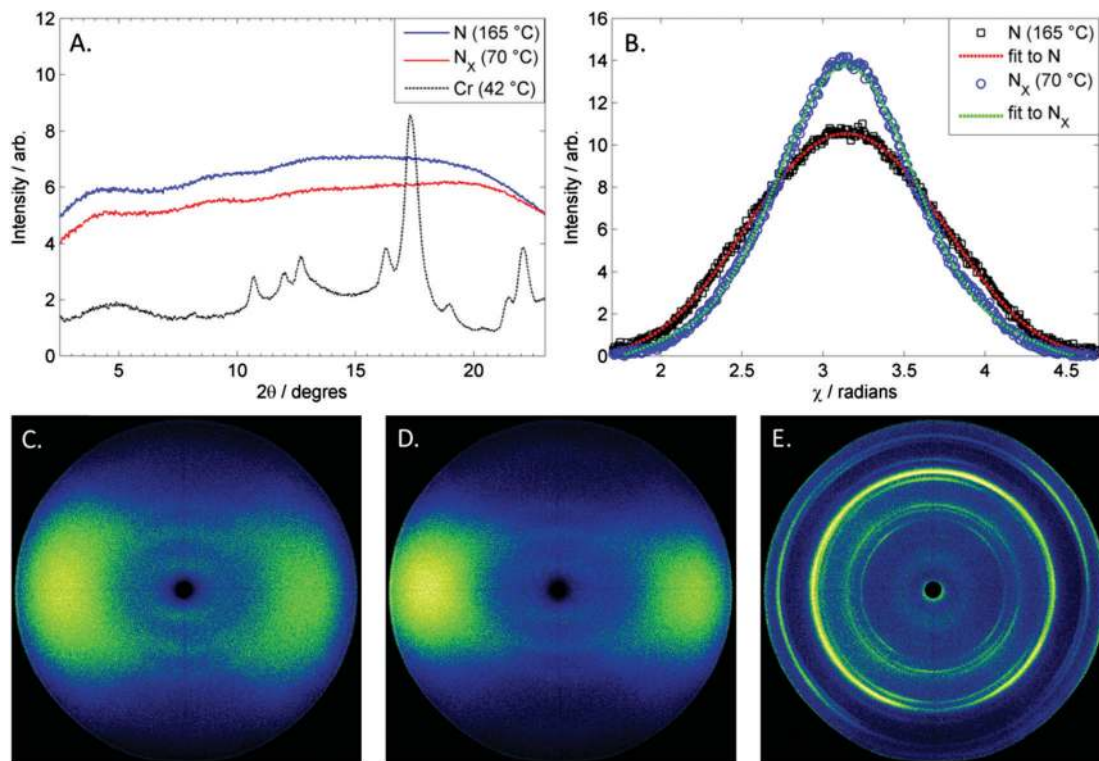 A.
N (165 °C)
N_X (70 °C)
Cr (42 °C)
12
10
8
6
4
2
0
5
10
15
20
Intensity / arb.
2θ / degres
B.
N (165 °C)
fit to N
N_X (70 °C)
fit to N_X
16
14
12
10
8
6
4
2
0
2
2.5
3
3.5
4
4.5
Intensity / arb.
χ / radians
C.
D.
E.